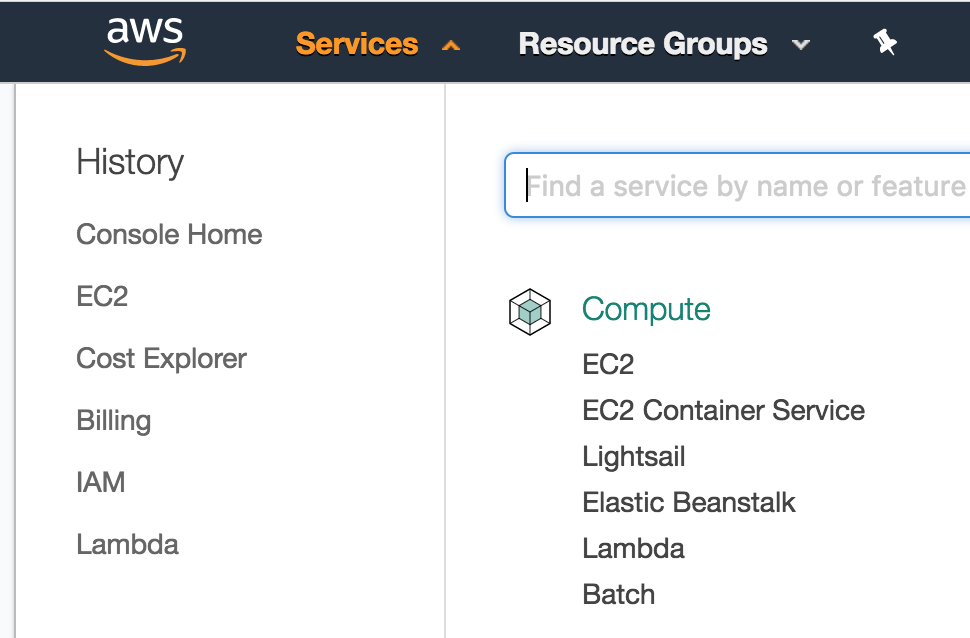 aws
Services
Resource Groups
History
Console Home
EC2
Cost Explorer
Billing
IAM
Lambda
Find a service by name or feature
Compute
EC2
EC2 Container Service
Lightsail
Elastic Beanstalk
Lambda
Batch